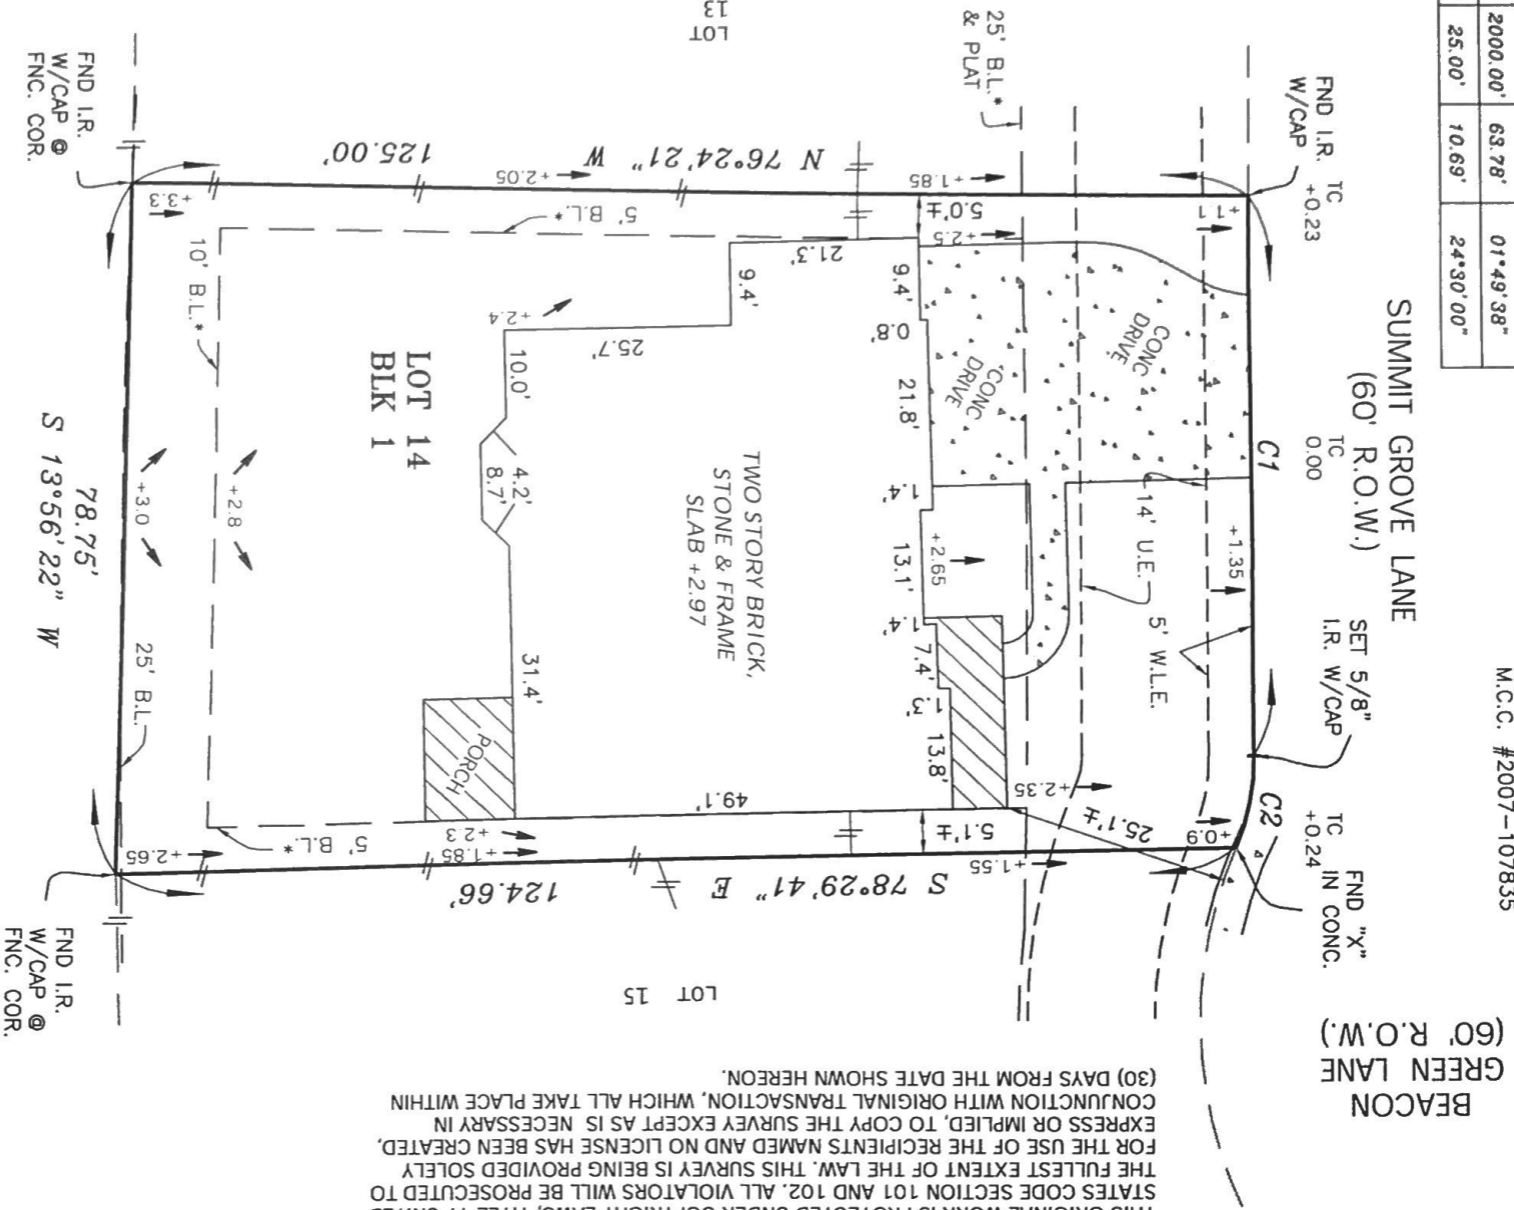 2000.00' 63.78' 01°49'38"
25.00' 10.69' 24°30'00"
M.C.C. #2007-107835
SUMMIT GROVE LANE
(60' R.O.W.)
BEACON
GREEN LANE
(60' R.O.W.)
FND I.R.
W/CAP
TC
+0.23
TC
0.00
SET 5/8"
I.R. W/CAP
TC
+0.24
FND "X"
IN CONC.
C1
C2
LOT
13
25' B.L.*
& PLAT
N 76°24'21" W
125.00'
+1.1
+1.85
+2.05
+3.3
5.0'±
+2.5
5' B.L.*
10' B.L.*
21.3'
9.4'
9.4'
0.8'
25.7'
+2.4
10.0'
21.8'
CONC
DRIVE
CONC
DRIVE
+1.35
14' U.E.
5' W.L.E.
1.4'
+2.65
13.1'
1.4'
7.4'
1.3'
13.8'
TWO STORY BRICK,
STONE & FRAME
SLAB +2.97
LOT 14
BLK 1
4.2'
8.7'
31.4'
PORCH
49.1'
+2.8
+3.0
25' B.L.
78.75'
S 13°56'22" W
+2.35
25.1'±
+0.9
5.1'±
+1.55
+2.3
+1.85
5' B.L.*
+2.65
S 78°29'41" E
124.66'
FND I.R.
W/CAP @
FNC. COR.
FND I.R.
W/CAP @
FNC. COR.
LOT 15
THIS ORIGINAL WORK IS PROTECTED UNDER COPYRIGHT LAWS, TITLE 17 UNITED
STATES CODE SECTION 101 AND 102. ALL VIOLATORS WILL BE PROSECUTED TO
THE FULLEST EXTENT OF THE LAW. THIS SURVEY IS BEING PROVIDED SOLELY
FOR THE USE OF THE RECIPIENTS NAMED AND NO LICENSE HAS BEEN CREATED,
EXPRESS OR IMPLIED, TO COPY THE SURVEY EXCEPT AS IS NECESSARY IN
CONJUNCTION WITH ORIGINAL TRANSACTION, WHICH ALL TAKE PLACE WITHIN
(30) DAYS FROM THE DATE SHOWN HEREON.